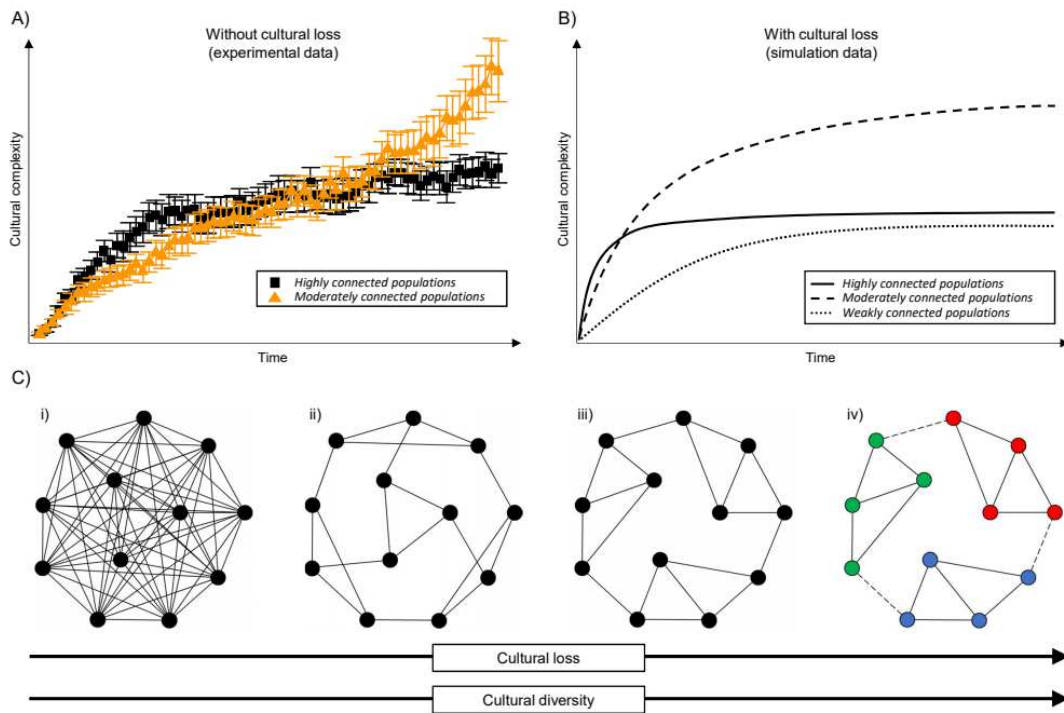 A)
Without cultural loss
(experimental data)
Cultural complexity
Highly connected populations
Moderately connected populations
Time
B)
With cultural loss
(simulation data)
Cultural complexity
Highly connected populations
Moderately connected populations
Weakly connected populations
Time
C)
i)
ii)
iii)
iv)
Cultural loss
Cultural diversity